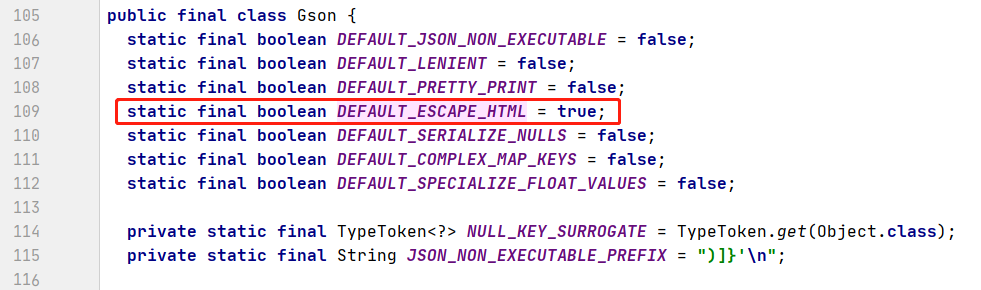 105 public final class Gson {
106 static final boolean DEFAULT_JSON_NON_EXECUTABLE = false;
107 static final boolean DEFAULT_LENIENT = false;
108 static final boolean DEFAULT_PRETTY_PRINT = false;
109 static final boolean DEFAULT_ESCAPE_HTML = true;
110 static final boolean DEFAULT_SERIALIZE_NULLS = false;
111 static final boolean DEFAULT_COMPLEX_MAP_KEYS = false;
112 static final boolean DEFAULT_SPECIALIZE_FLOAT_VALUES = false;
113
114 private static final TypeToken<?> NULL_KEY_SURROGATE = TypeToken.get(Object.class);
115 private static final String JSON_NON_EXECUTABLE_PREFIX = ")]}'\n";
116